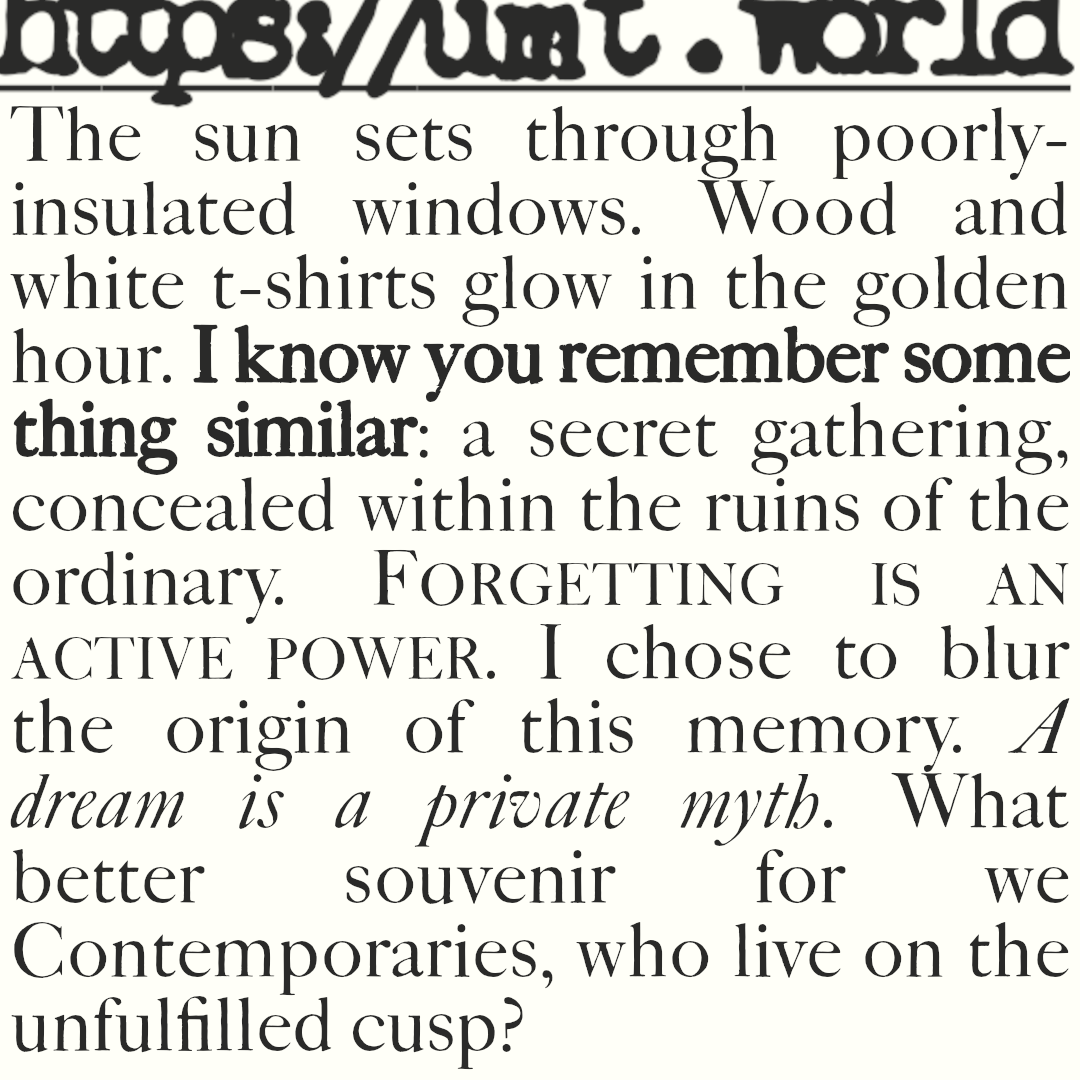 The sun sets through poorly-
insulated windows. Wood and
white t-shirts glow in the golden
hour. I know you remember some
thing similar: a secret gathering,
concealed within the ruins of the
ordinary. FORGETTING IS AN
ACTIVE POWER. I chose to blur
the origin of this memory. A
dream is a private myth. What
better souvenir for we
Contemporaries, who live on the
unfulfilled cusp?